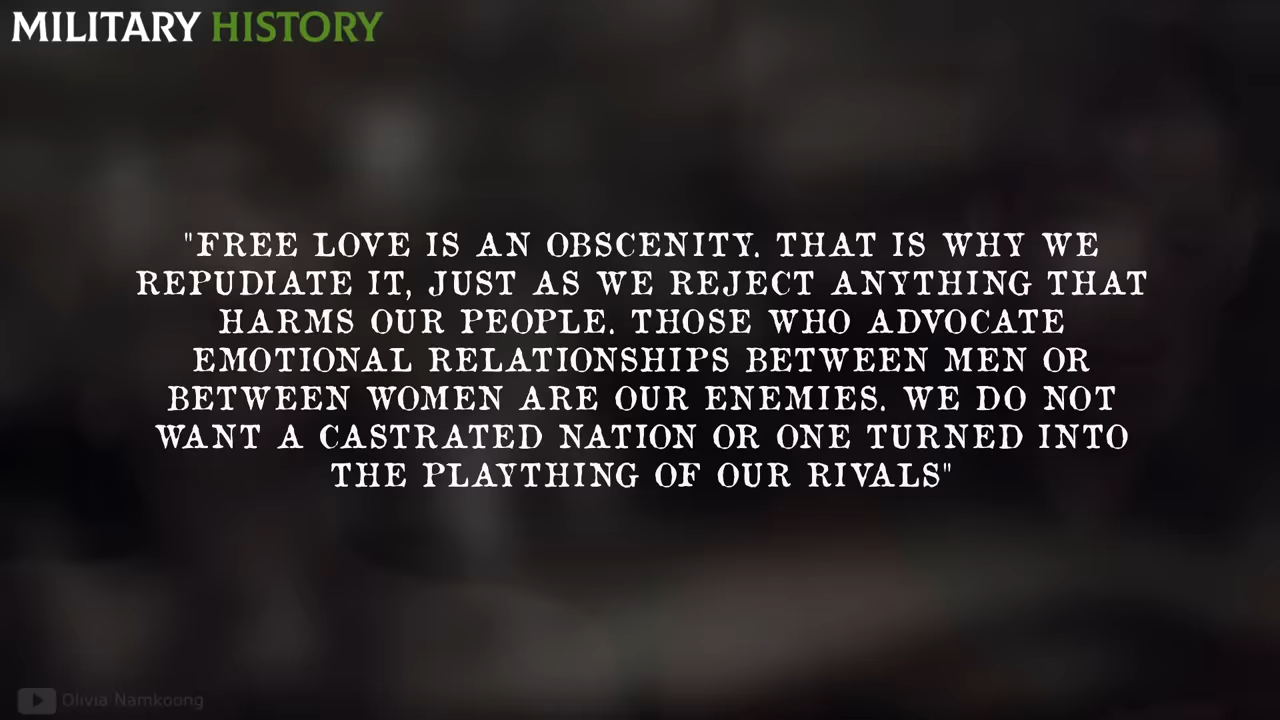 MILITARY HISTORY
"FREE LOVE IS AN OBSCENITY. THAT IS WHY WE
REPUDIATE IT, JUST AS WE REJECT ANYTHING THAT
HARMS OUR PEOPLE. THOSE WHO ADVOCATE
EMOTIONAL RELATIONSHIPS BETWEEN MEN OR
BETWEEN WOMEN ARE OUR ENEMIES. WE DO NOT
WANT A CASTRATED NATION OR ONE TURNED INTO
THE PLAYTHING OF OUR RIVALS"
Olivia Namkoong